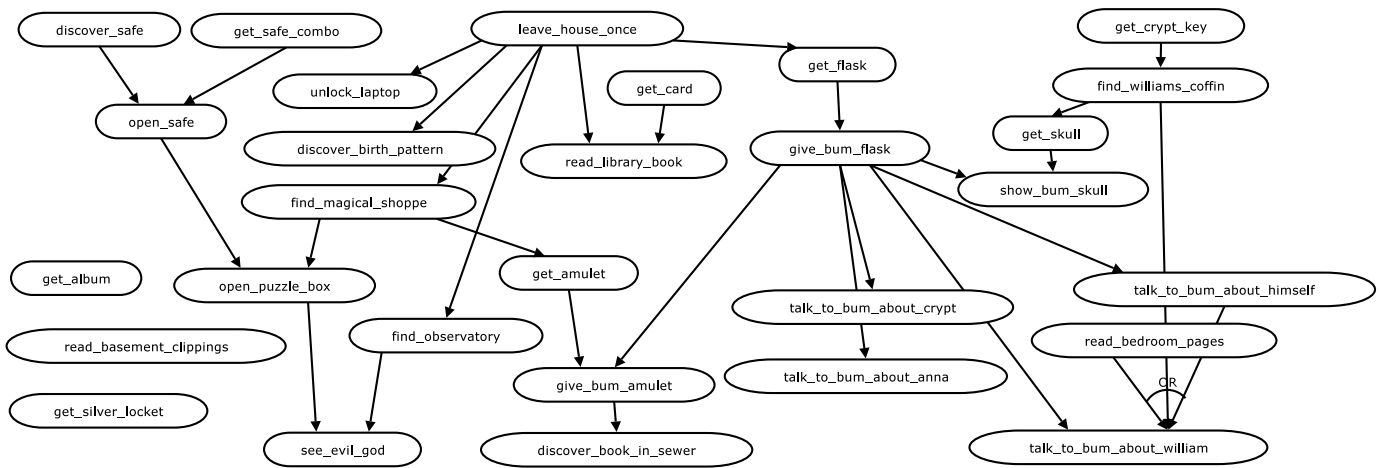 discover_safe
get_safe_combo
leave_house_once
get_crypt_key
get_flask
unlock_laptop
get_card
find_williams_coffin
open_safe
discover_birth_pattern
read_library_book
give_bum_flask
get_skull
show_bum_skull
find_magical_shoppe
get_album
open_puzzle_box
get_amulet
talk_to_bum_about_crypt
talk_to_bum_about_himself
read_basement_clippings
find_observatory
read_bedroom_pages
give_bum_amulet
talk_to_bum_about_anna
OR
get_silver_locket
see_evil_god
discover_book_in_sewer
talk_to_bum_about_william